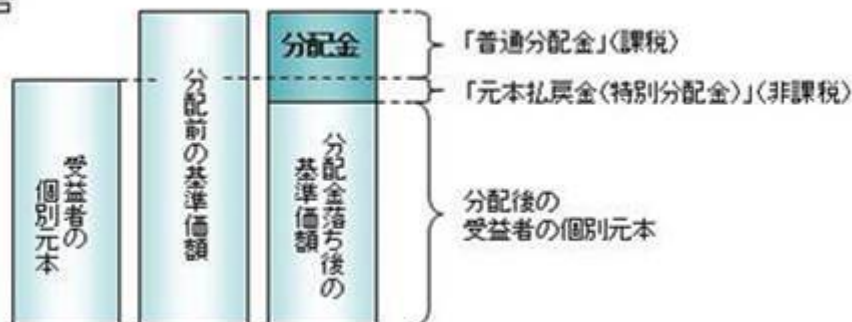 分配金
「普通分配金」(課税)
「元本払戻金(特別分配金)」(非課税)
受益者の
個別元本
分配前の基準価額
分配金落ち後の
基準価額
分配後の
受益者の個別元本